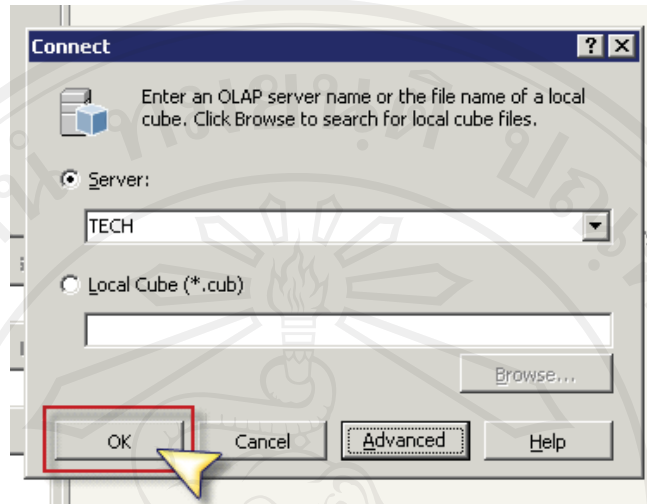 Connect
Enter an OLAP server name or the file name of a local
cube. Click Browse to search for local cube files.
Server:
TECH
Local Cube (*.cub)
Browse...
OK
Cancel
Advanced
Help